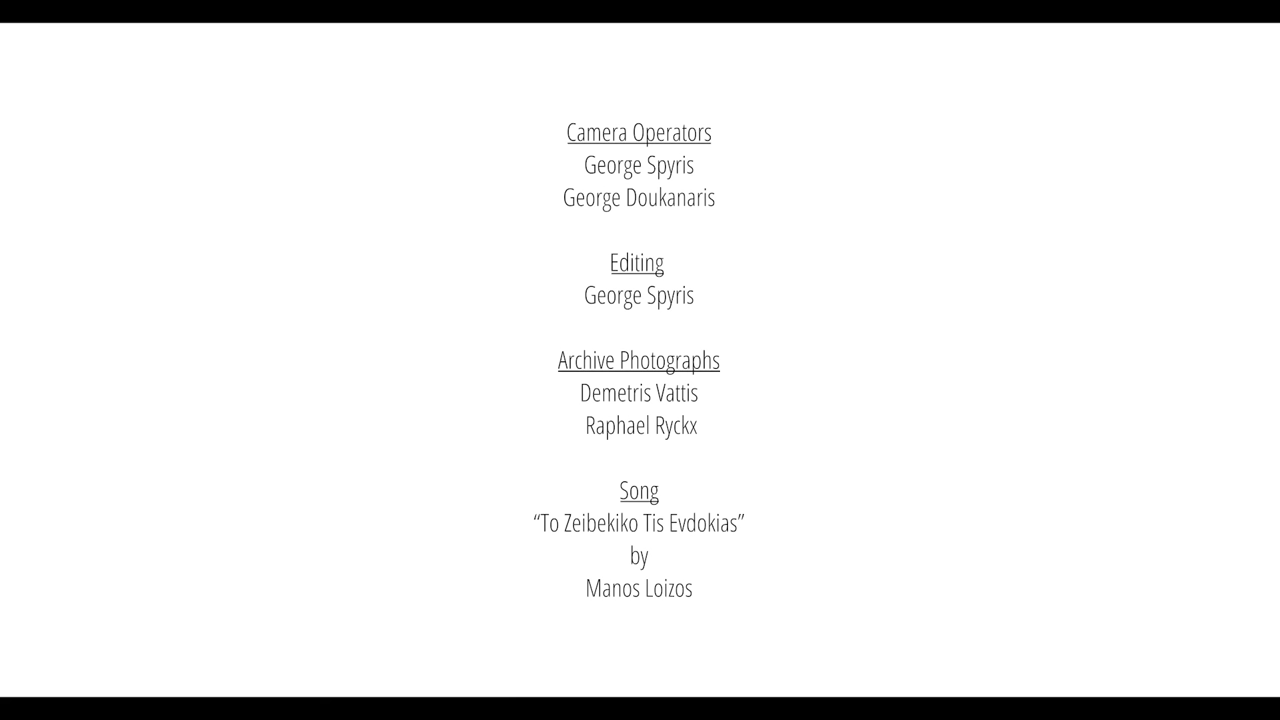 Camera Operators
George Spyris
George Doukanaris
Editing
George Spyris
Archive Photographs
Demetris Vattis
Raphael Ryckx
Song
“To Zeibekiko Tis Evdokias”
by
Manos Loizos